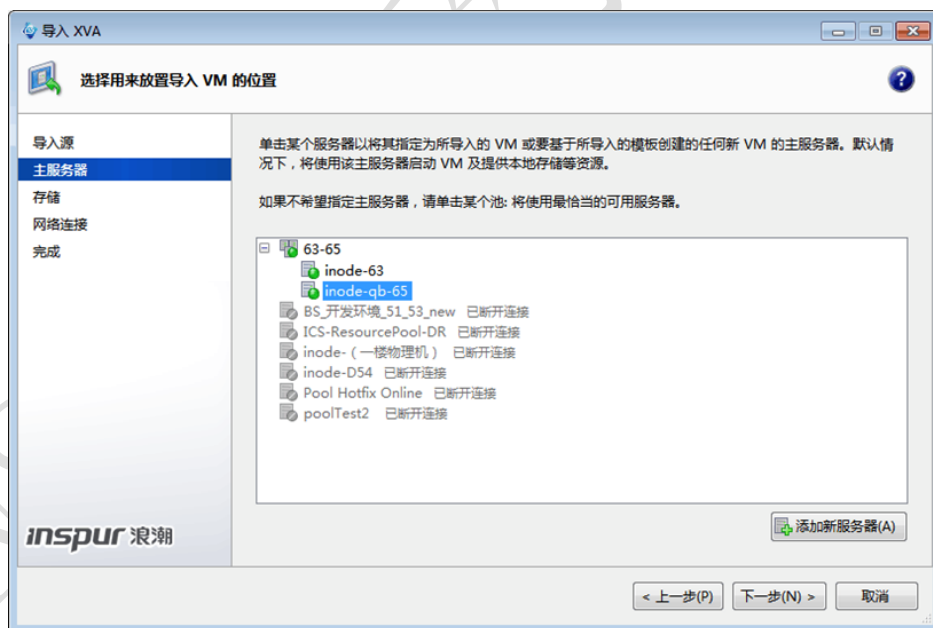 导入 XVA
选择用来放置导入 VM 的位置
导入源
主服务器
存储
网络连接
完成
单击某个服务器以将其指定为所导入的 VM 或要基于所导入的模板创建的任何新 VM 的主服务器。默认情
况下，将使用该主服务器启动 VM 及提供本地存储等资源。
如果不希望指定主服务器，请单击某个池: 将使用最恰当的可用服务器。
63-65
inode-63
inode-qb-65
BS_开发环境_51_53_new 已断开连接
ICS-ResourcePool-DR 已断开连接
inode-（一楼物理机） 已断开连接
inode-D54 已断开连接
Pool Hotfix Online 已断开连接
poolTest2 已断开连接
添加新服务器(A)
inspur 浪潮
< 上一步(P)
下一步(N) >
取消